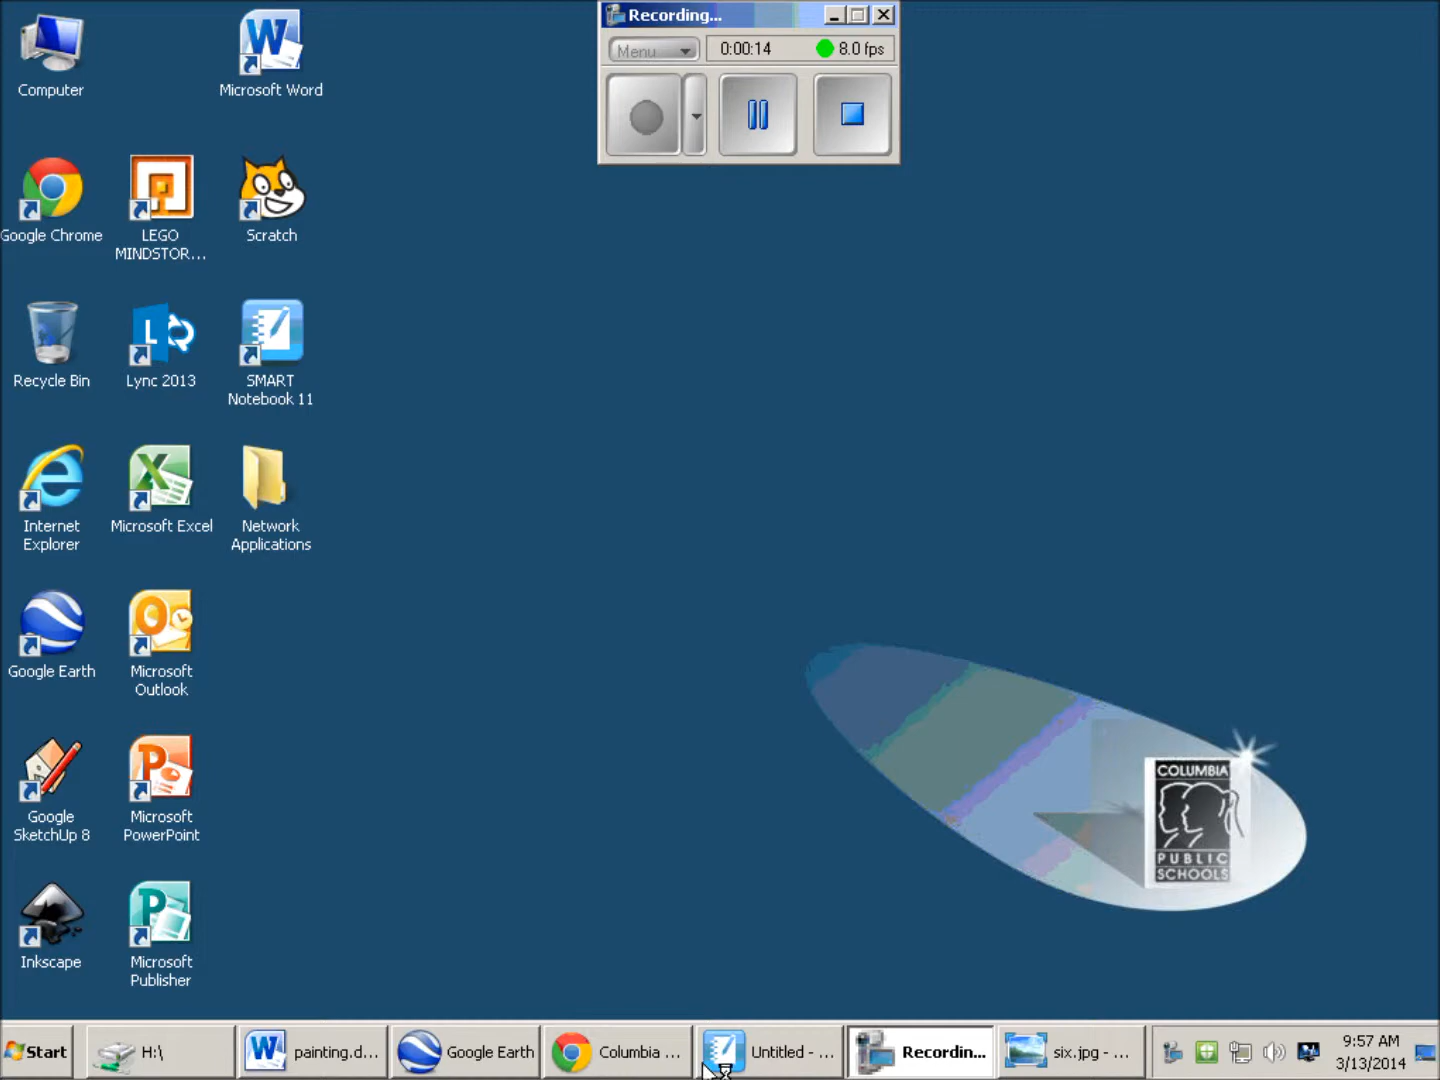 Recording...
Menu
0:00:14
8.0 fps
Computer
Microsoft Word
Google Chrome
LEGO
MINDSTOR...
Scratch
Recycle Bin
Lync 2013
SMART
Notebook 11
Internet
Explorer
Microsoft Excel
Network
Applications
Google Earth
Microsoft
Outlook
Google
SketchUp 8
Microsoft
PowerPoint
Inkscape
Microsoft
Publisher
COLUMBIA
PUBLIC
SCHOOLS
Start
H:\
painting.d...
Google Earth
Columbia ...
Untitled - ...
Recordin...
six.jpg - ...
9:57 AM
3/13/2014